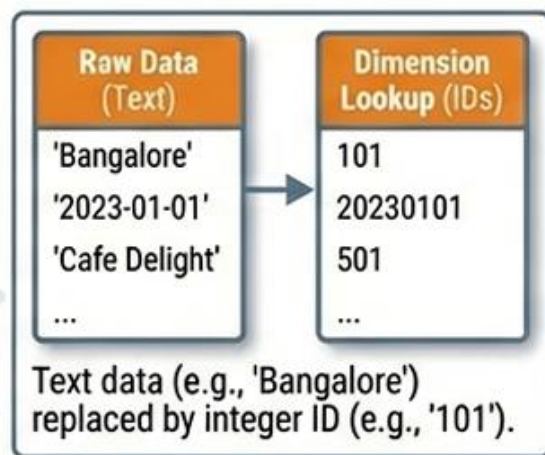 Raw Data
(Text)
'Bangalore'
'2023-01-01'
'Cafe Delight'
...
Dimension
Lookup (IDs)
101
20230101
501
...
Text data (e.g., 'Bangalore')
replaced by integer ID (e.g., '101').